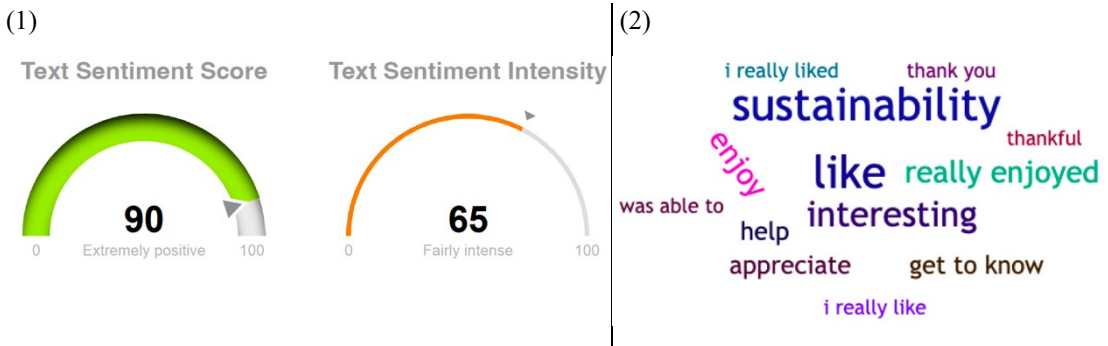 (1)
Text Sentiment Score
90
0
Extremely positive
100
Text Sentiment Intensity
65
0
Fairly intense
100
(2)
i really liked
thank you
sustainability
thankful
enjoy
like
really enjoyed
was able to
interesting
help
appreciate
get to know
i really like